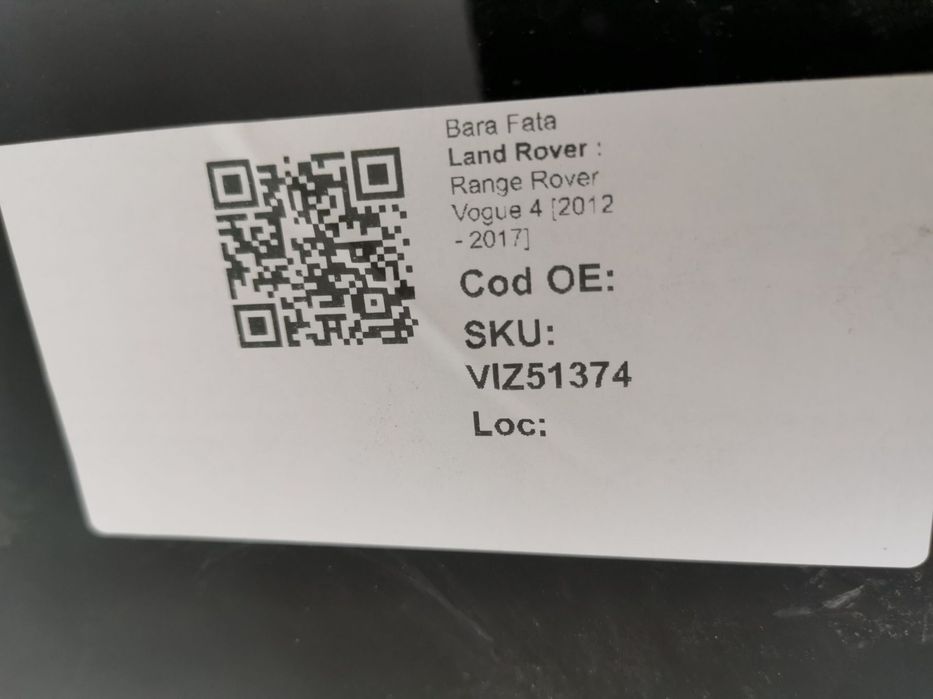 Bara Fata
Land Rover :
Range Rover
Vogue 4 [2012
- 2017]
Cod OE:
SKU:
VIZ51374
Loc: